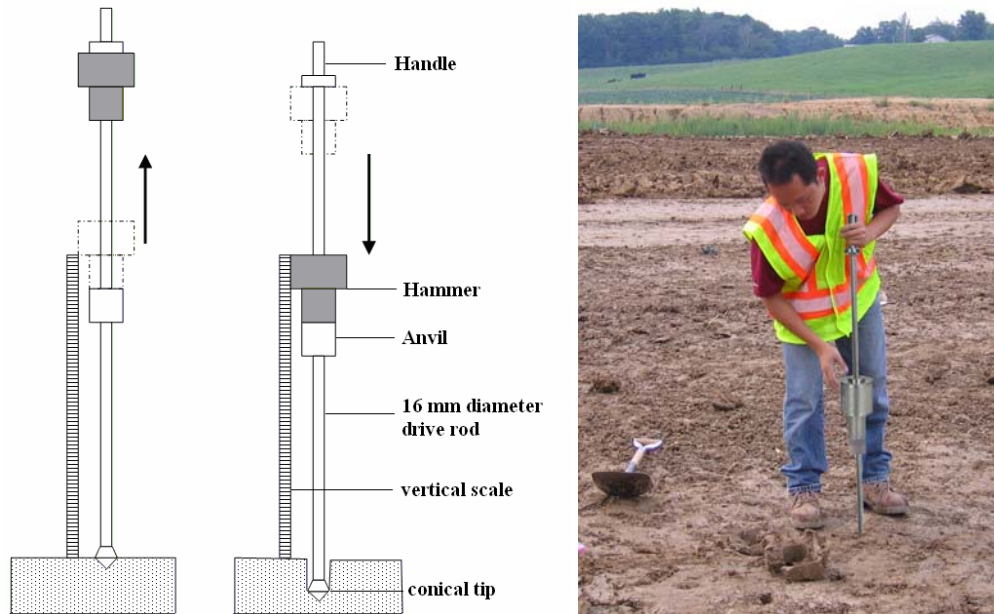 Handle
Hammer
Anvil
16 mm diameter
drive rod
vertical scale
conical tip